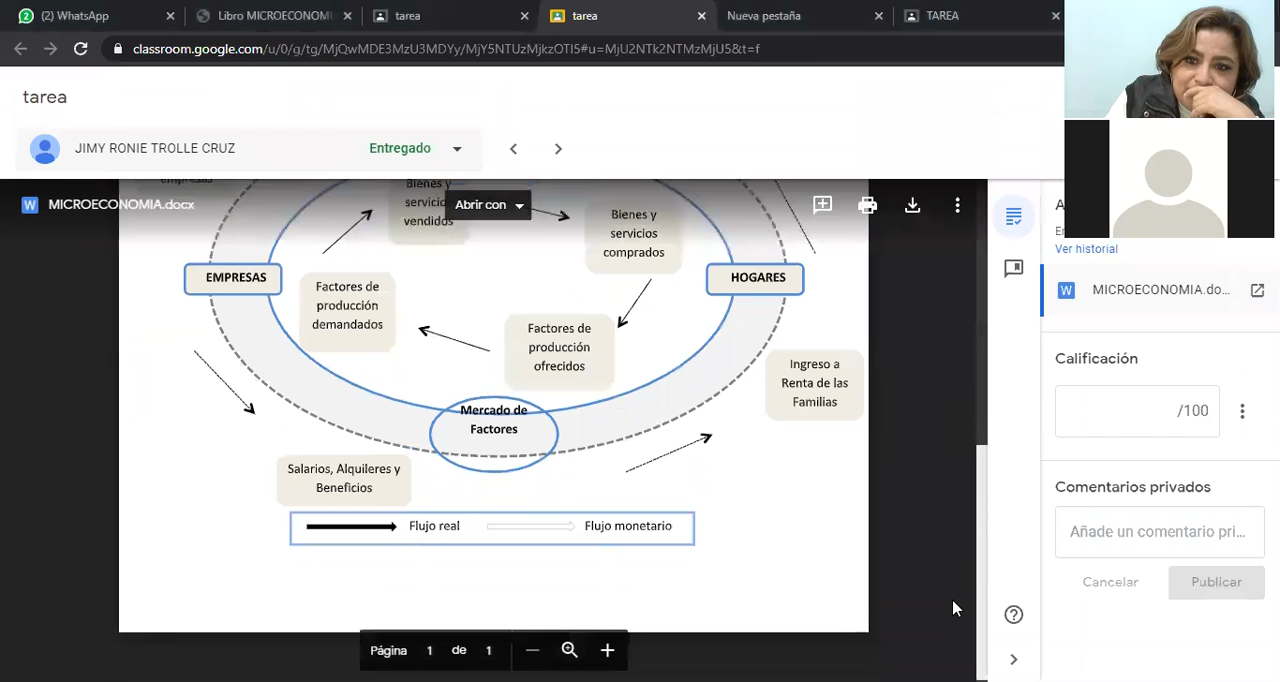 (2) WhatsApp
Libro MICROECONOMI
tarea
tarea
Nueva pestaña
TAREA
classroom.google.com/u/0/g/tg/MjQwMDE3MzU3MDYy/MjY5NTUzMjkzOTI5#u=MjU2NTk2NTMzMjU5&t=f
tarea
JIMY RONIE TROLLE CRUZ
Entregado
MICROECONOMIA.docx
Abrir con
empresas
Bienes y
servicio
vendidos
Bienes y
servicios
comprados
EMPRESAS
HOGARES
Factores de
producción
demandados
Factores de
producción
ofrecidos
Ingreso a
Renta de las
Familias
Mercado de
Factores
Salarios, Alquileres y
Beneficios
Flujo real
Flujo monetario
Página 1 de 1
Ver historial
MICROECONOMIA.do...
Calificación
/100
Comentarios privados
Añade un comentario pri...
Cancelar
Publicar